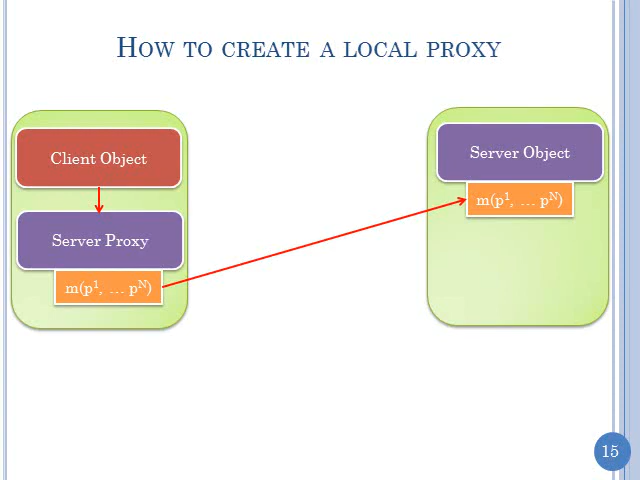 How to create a local proxy
Client Object
Server Proxy
m(p¹, … pᴺ)
Server Object
m(p¹, … pᴺ)
15